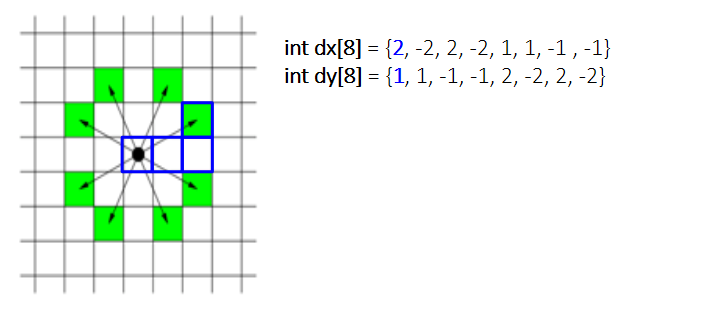 int dx[8] = {2, -2, 2, -2, 1, 1, -1 , -1}
int dy[8] = {1, 1, -1, -1, 2, -2, 2, -2}